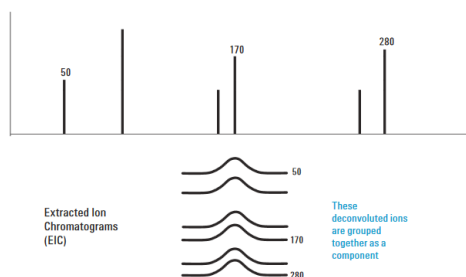 280
170
50
50
These
deconvoluted ions
are grouped
together as a
component
Extracted Ion
Chromatograms
(EIC)
170
280